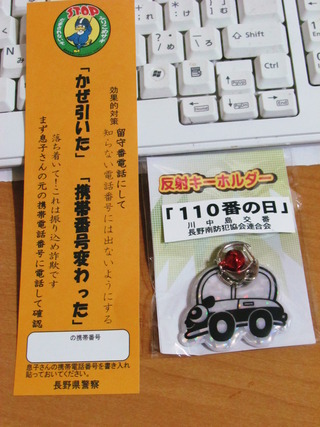 STOP
効果的対策 留守番電話にして
知らない電話番号には出ないようにする
「かぜ引いた」「携帯番号変わった」
落ち着いて!これは振り込め詐欺です
まず息子さんの元の携帯電話番号に電話して確認
の携帯番号
息子さんの携帯電話番号を書き入れ
貼っておいてください。
長野県警察
反射キーホルダー
「110番の日」
川中島交番
長野南防犯協会連合会
Shift
Ctrl
Alt